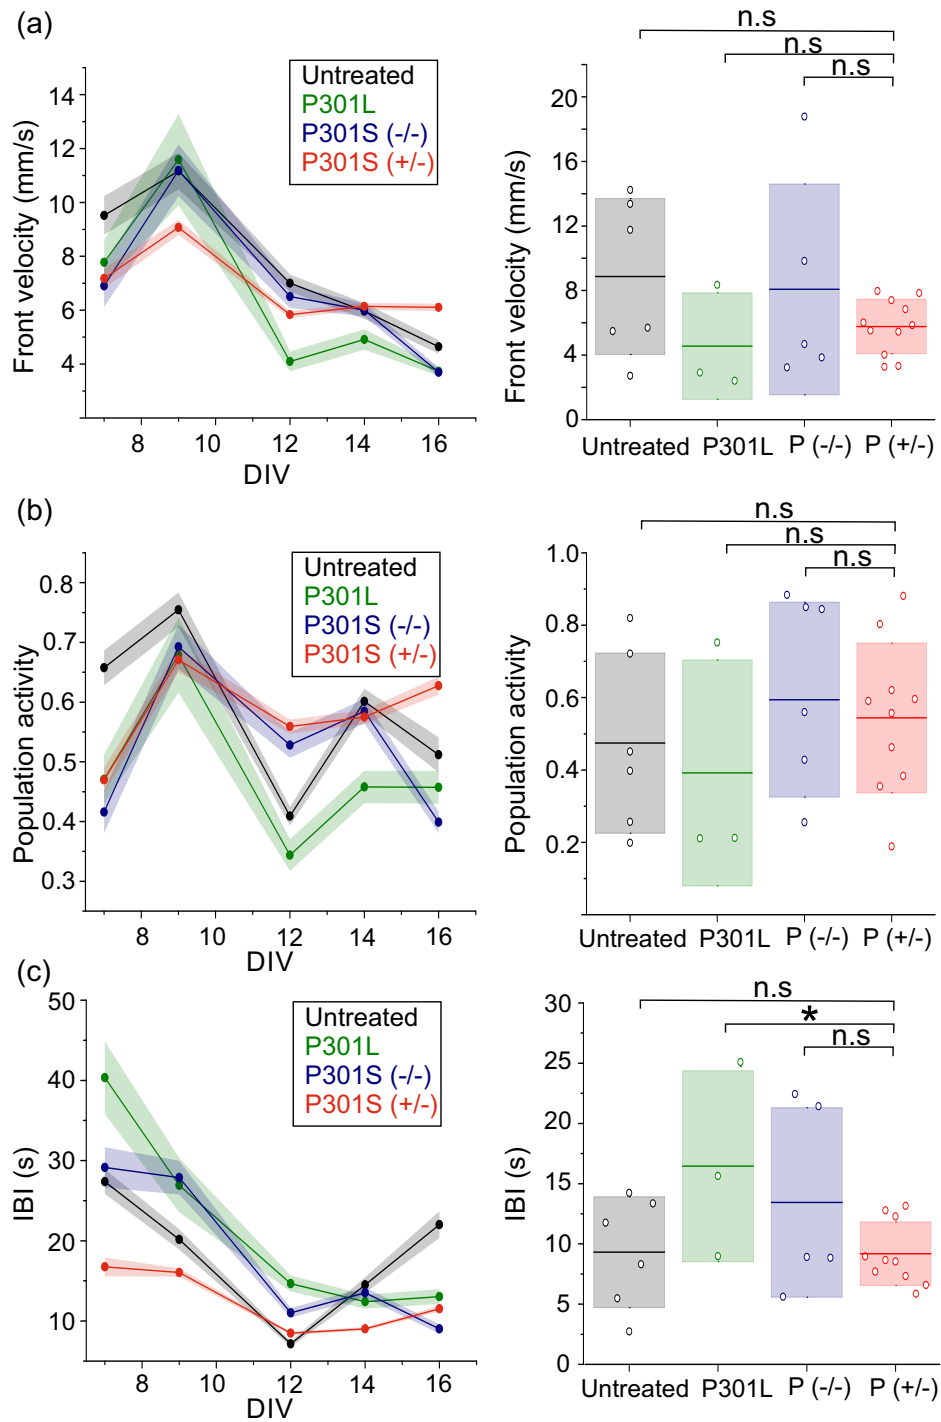 (a)
n.s
n.s
n.s
Untreated
P301L
P301S (-/-)
P301S (+/-)
Front velocity (mm/s)
14
12
10
8
6
4
8
10
12
14
16
DIV
Front velocity (mm/s)
20
16
12
8
4
0
Untreated
P301L
P (-/-)
P (+/-)
(b)
n.s
n.s
n.s
Untreated
P301L
P301S (-/-)
P301S (+/-)
Population activity
0.8
0.7
0.6
0.5
0.4
0.3
8
10
12
14
16
DIV
Population activity
1.0
0.8
0.6
0.4
0.2
Untreated
P301L
P (-/-)
P (+/-)
(c)
n.s
*
n.s
Untreated
P301L
P301S (-/-)
P301S (+/-)
IBI (s)
50
40
30
20
10
8
10
12
14
16
DIV
IBI (s)
30
25
20
15
10
5
0
Untreated
P301L
P (-/-)
P (+/-)